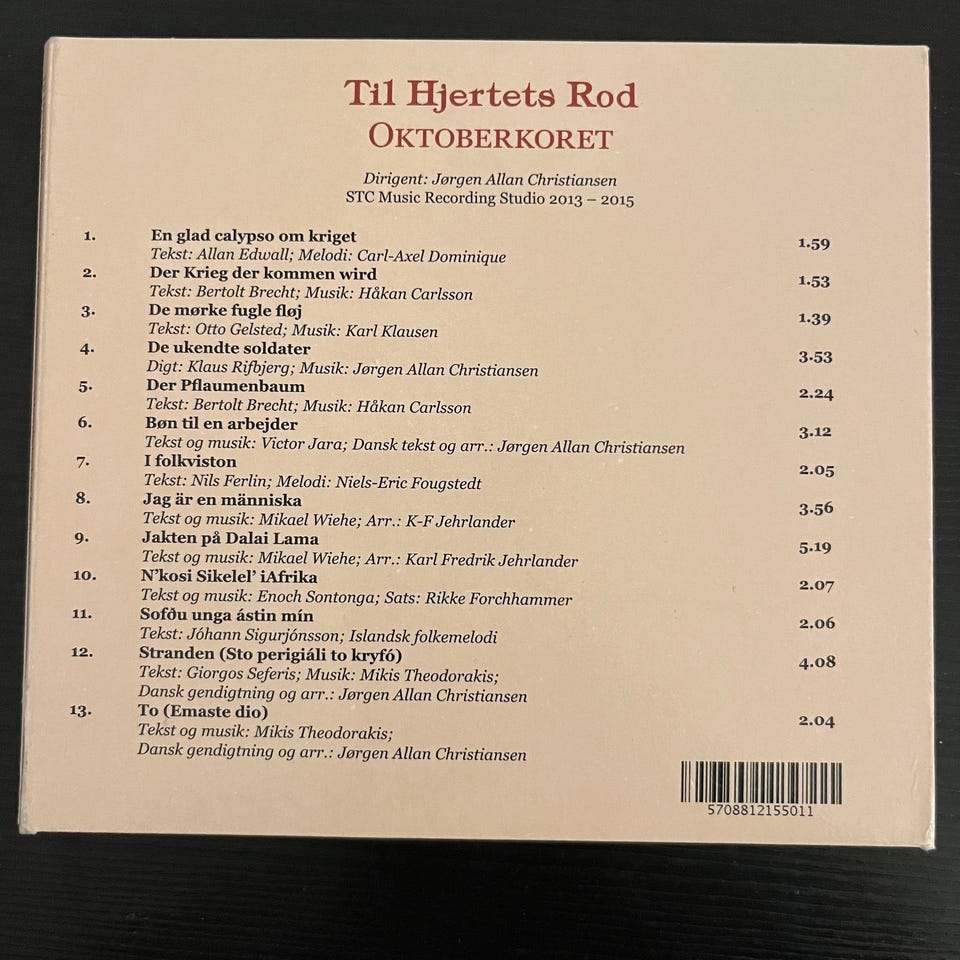 Til Hjertets Rod
OKTOBERKORET
Dirigent: Jørgen Allan Christiansen
STC Music Recording Studio 2013 – 2015
1. En glad calypso om kriget 1.59
Tekst: Allan Edwall; Melodi: Carl-Axel Dominique
2. Der Krieg der kommen wird 1.53
Tekst: Bertolt Brecht; Musik: Håkan Carlsson
3. De mørke fugle fløj 1.39
Tekst: Otto Gelsted; Musik: Karl Klausen
4. De ukendte soldater 3.53
Digt: Klaus Rifbjerg; Musik: Jørgen Allan Christiansen
5. Der Pflaumenbaum 2.24
Tekst: Bertolt Brecht; Musik: Håkan Carlsson
6. Bøn til en arbejder 3.12
Tekst og musik: Victor Jara; Dansk tekst og arr.: Jørgen Allan Christiansen
7. I folkviston 2.05
Tekst: Nils Ferlin; Melodi: Niels-Eric Fougstedt
8. Jag är en människa 3.56
Tekst og musik: Mikael Wiehe; Arr.: K-F Jehrlander
9. Jakten på Dalai Lama 5.19
Tekst og musik: Mikael Wiehe; Arr.: Karl Fredrik Jehrlander
10. N’kosi Sikelel’ iAfrika 2.07
Tekst og musik: Enoch Sontonga; Sats: Rikke Forchhammer
11. Sofðu unga ástin mín 2.06
Tekst: Jóhann Sigurjónsson; Islandsk folkemelodi
12. Stranden (Sto perigiáli to kryfó) 4.08
Tekst: Giorgos Seferis; Musik: Mikis Theodorakis;
Dansk gendigtning og arr.: Jørgen Allan Christiansen
13. To (Emaste dio) 2.04
Tekst og musik: Mikis Theodorakis;
Dansk gendigtning og arr.: Jørgen Allan Christiansen
5708812155011